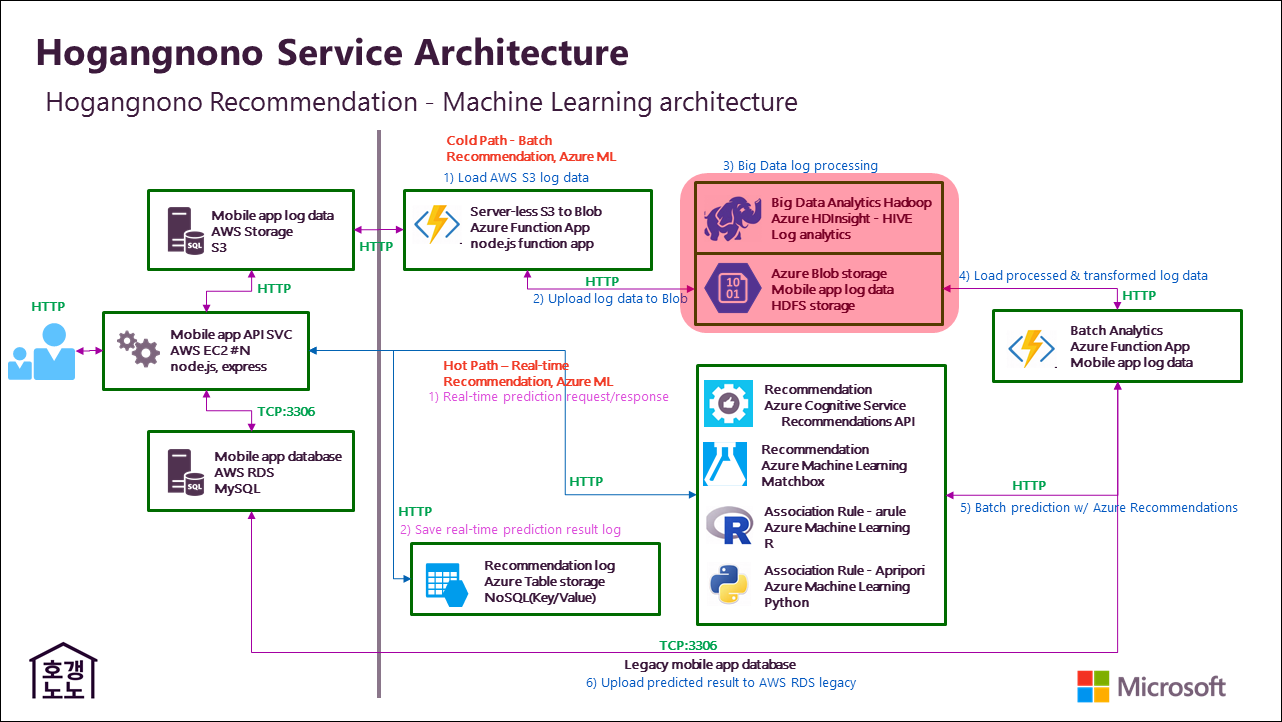 Hogangnono Service Architecture
Hogangnono Recommendation - Machine Learning architecture
Cold Path - Batch
Recommendation, Azure ML
1) Load AWS S3 log data
3) Big Data log processing
Mobile app log data
AWS Storage
S3
SQL
HTTP
Server-less S3 to Blob
Azure Function App
node.js function app
Big Data Analytics Hadoop
Azure HDInsight - HIVE
Log analytics
HTTP
2) Upload log data to Blob
10
01
Azure Blob storage
Mobile app log data
HDFS storage
4) Load processed & transformed log data
HTTP
HTTP
HTTP
Mobile app API SVC
AWS EC2 #N
node.js, express
Batch Analytics
Azure Function App
Mobile app log data
Hot Path – Real-time
Recommendation, Azure ML
1) Real-time prediction request/response
Recommendation
Azure Cognitive Service
Recommendations API
TCP:3306
Mobile app database
AWS RDS
MySQL
SQL
Recommendation
Azure Machine Learning
Matchbox
HTTP
HTTP
5) Batch prediction w/ Azure Recommendations
Association Rule - arule
Azure Machine Learning
R
R
HTTP
2) Save real-time prediction result log
Recommendation log
Azure Table storage
NoSQL(Key/Value)
Association Rule - Apripori
Azure Machine Learning
Python
TCP:3306
Legacy mobile app database
6) Upload predicted result to AWS RDS legacy
호갱
노노
Microsoft